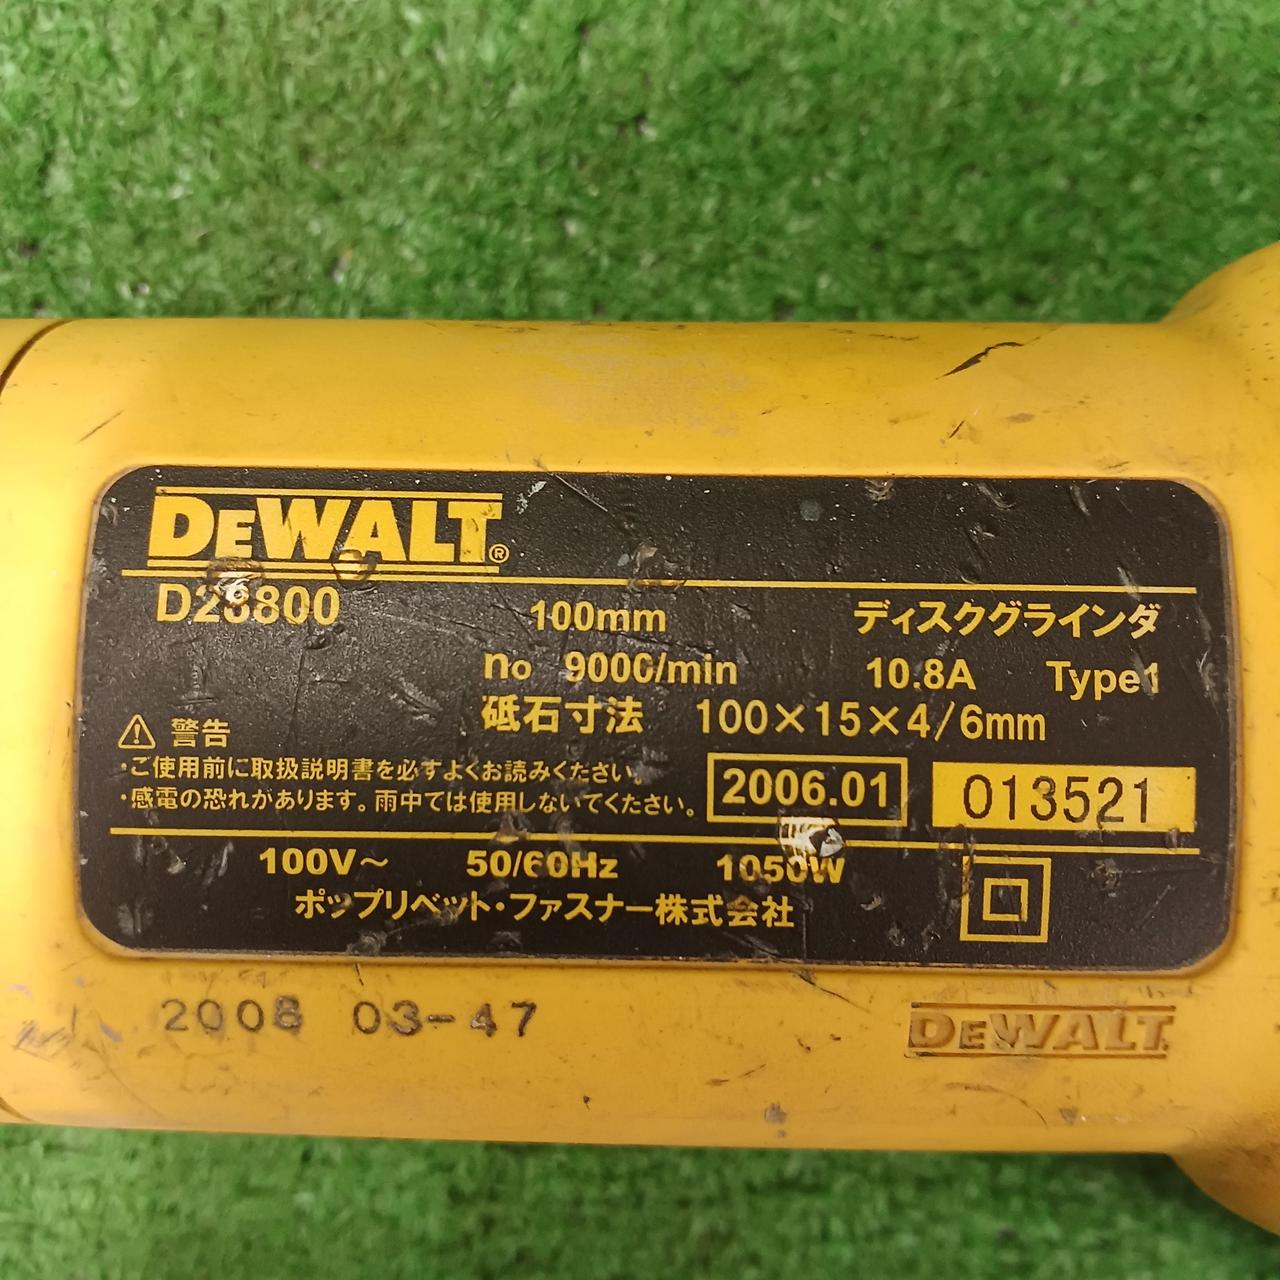 DEWALT®
D28800 100mm ディスクグラインダ
no 9000/min 10.8A Type1
砥石寸法 100×15×4/6mm
⚠ 警告
・ご使用前に取扱説明書を必ずよくお読みください。
・感電の恐れがあります。雨中では使用しないでください。
2006.01 013521
100V~ 50/60Hz 1050W
ポップリベット・ファスナー株式会社
2008 03-47
DEWALT